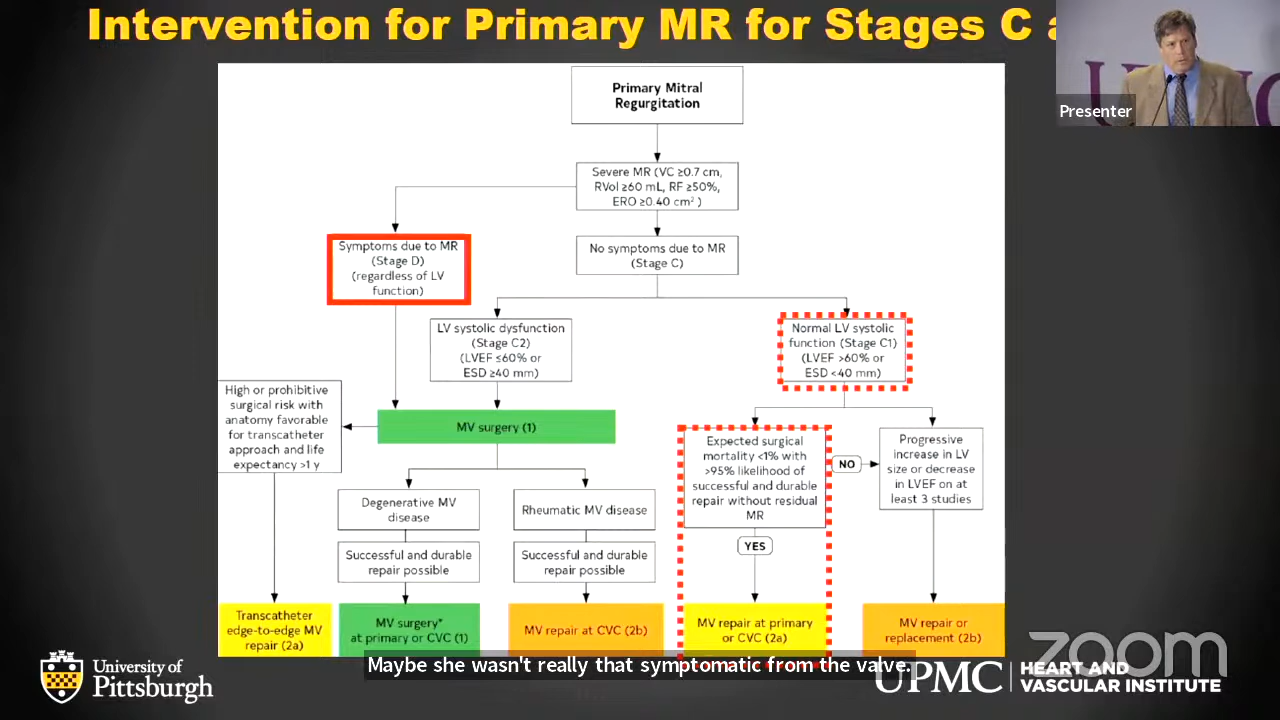 Intervention for Primary MR for Stages C a
Presenter
Primary Mitral
Regurgitation
Severe MR (VC ≥0.7 cm,
RVol ≥60 mL, RF ≥50%,
ERO ≥0.40 cm²)
Symptoms due to MR
(Stage D)
(regardless of LV
function)
No symptoms due to MR
(Stage C)
LV systolic dysfunction
(Stage C2)
(LVEF ≤60% or
ESD ≥40 mm)
Normal LV systolic
function (Stage C1)
(LVEF >60% or
ESD <40 mm)
High or prohibitive
surgical risk with
anatomy favorable
for transcatheter
approach and life
expectancy >1 y
MV surgery (1)
Expected surgical
mortality <1% with
>95% likelihood of
successful and durable
repair without residual
MR
NO
Progressive
increase in LV
size or decrease
in LVEF on at
least 3 studies
Degenerative MV
disease
Rheumatic MV disease
YES
Successful and durable
repair possible
Successful and durable
repair possible
Transcatheter
edge-to-edge MV
repair (2a)
MV surgery*
at primary or CVC (1)
MV repair at CVC (2b)
MV repair at primary
or CVC (2a)
MV repair or
replacement (2b)
Maybe she wasn't really that symptomatic from the valve.
University of
Pittsburgh
zoom
UPMC
HEART AND
VASCULAR INSTITUTE